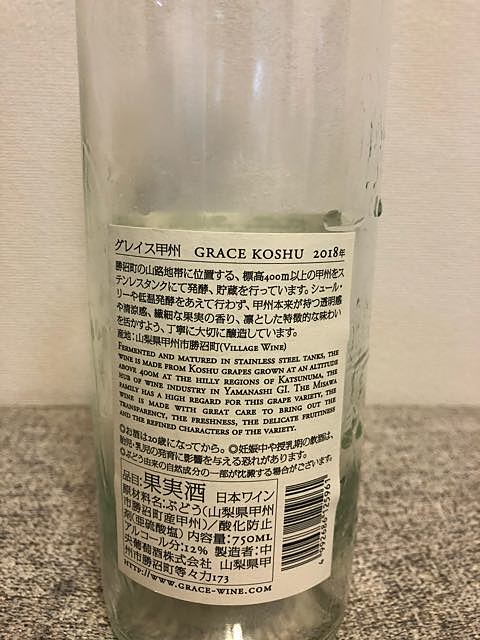 グレイス甲州 GRACE KOSHU 2018年
勝沼町の山路地帯に位置する、標高400m以上の甲州をス
テンレスタンクにて発酵、貯蔵を行っています。シュール・
リーや低温発酵をあえて行わず、甲州本来が持つ透明感
や清涼感、繊細な果実の香り、凛とした特徴的な味わい
を活かすよう、丁寧に大切に醸造しています。
産地：山梨県甲州市勝沼町(VILLAGE WINE)
FERMENTED AND MATURED IN STAINLESS STEEL TANKS, THE
WINE IS MADE FROM KOSHU GRAPES GROWN AT AN ALTITUDE
ABOVE 400M AT THE HILLY REGIONS OF KATSUNUMA, THE
HUB OF WINE INDUSTRY IN YAMANASHI GI. THE MISAWA
FAMILY HAS A HIGH REGARD FOR THIS GRAPE VARIETY, THE
WINE IS MADE WITH GREAT CARE TO BRING OUT THE
TRANSPARENCY, THE FRESHNESS, THE DELICATE FRUITINESS
AND THE REFINED CHARACTERS OF THE VARIETY.
◎お酒は20歳になってから。◎妊娠中や授乳期の飲酒は、
胎児・乳児の発育に影響を与える恐れがあります。
◎ぶどう由来の自然成分の一部が沈殿する場合がございます。
品目：果実酒 日本ワイン
原材料名：ぶどう(山梨県甲州
市勝沼町産甲州)/酸化防止
剤(亜硫酸塩) 内容量：750ML
アルコール分：12% 製造者：中
央葡萄酒株式会社 山梨県甲
州市勝沼町等々力173
HTTP://WWW.GRACE-WINE.COM
4992686125961